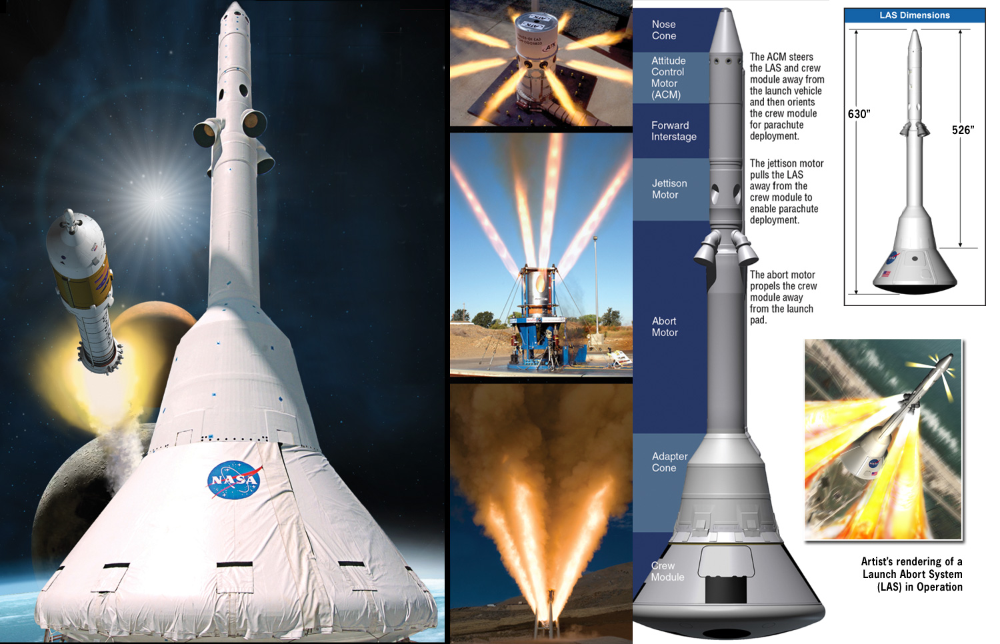 NASA
ATK
ATK
Nose
Cone
Attitude
Control
Motor
(ACM)
Forward
Interstage
Jettison
Motor
Abort
Motor
Adapter
Cone
Crew
Module
The ACM steers
the LAS and crew
module away from
the launch vehicle
and then orients
the crew module
for parachute
deployment.
The jettison motor
pulls the LAS
away from the
crew module to
enable parachute
deployment.
The abort motor
propels the crew
module away
from the launch
pad.
LAS Dimensions
630”
526”
NASA
NASA
Artist’s rendering of a
Launch Abort System
(LAS) in Operation